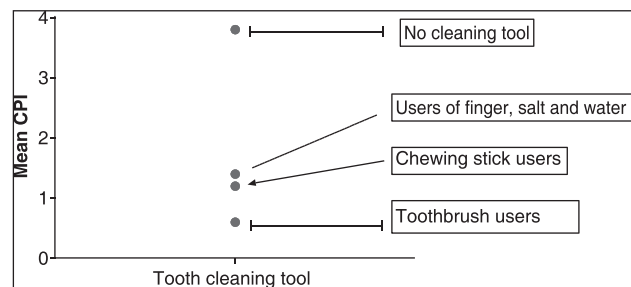 4
No cleaning tool
3
Users of finger, salt and water
2
Chewing stick users
1
Toothbrush users
0
Mean CPI
Tooth cleaning tool